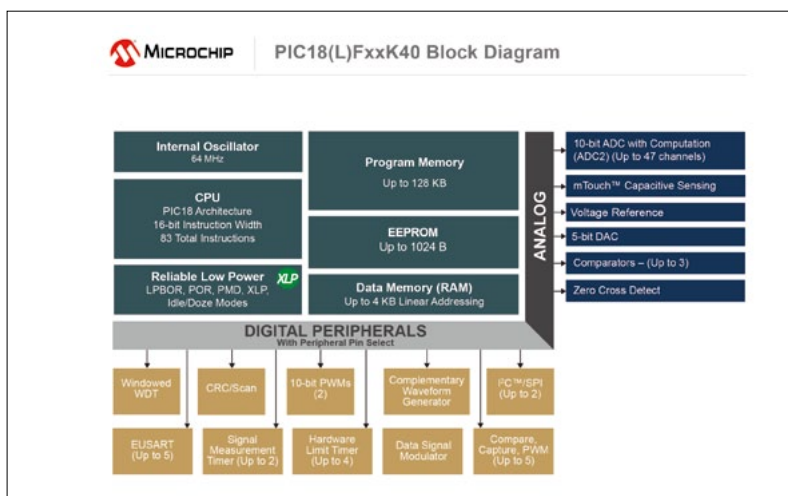 MICROCHIP
PIC18(L)FxxK40 Block Diagram
Internal Oscillator
64 MHz
CPU
PIC18 Architecture
16-bit Instruction Width
83 Total Instructions
Reliable Low Power
XLP
LPBOR, POR, PMD, XLP,
Idle/Doze Modes
Program Memory
Up to 128 KB
EEPROM
Up to 1024 B
Data Memory (RAM)
Up to 4 KB Linear Addressing
ANALOG
10-bit ADC with Computation
(ADC2) (Up to 47 channels)
mTouch™ Capacitive Sensing
Voltage Reference
5-bit DAC
Comparators – (Up to 3)
Zero Cross Detect
DIGITAL PERIPHERALS
With Peripheral Pin Select
Windowed
WDT
CRC/Scan
10-bit PWMs
(2)
Complementary
Waveform
Generator
I²C™/SPI
(Up to 2)
EUSART
(Up to 5)
Signal
Measurement
Timer (Up to 2)
Hardware
Limit Timer
(Up to 4)
Data Signal
Modulator
Compare,
Capture, PWM
(Up to 5)